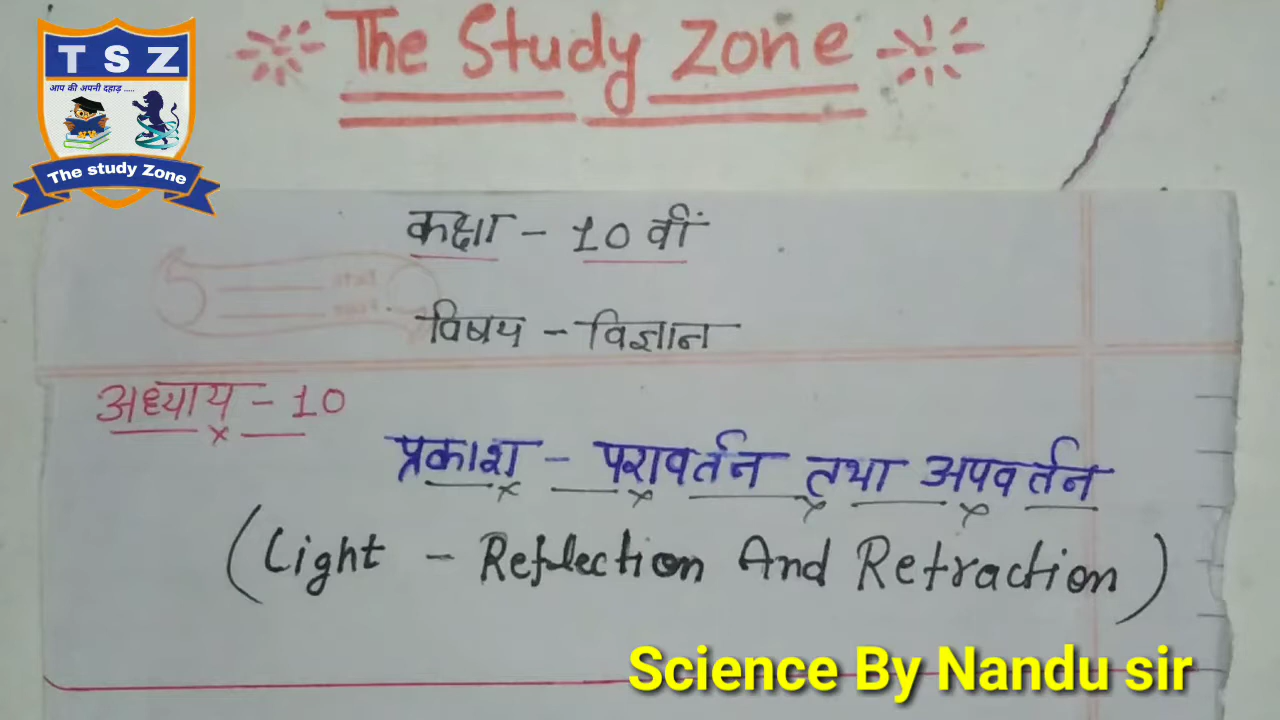 The Study Zone
T S Z
आप की अपनी दहाड़ .....
The study Zone
कक्षा - 10 वीं
विषय - विज्ञान
अध्याय - 10
प्रकाश - परावर्तन तथा अपवर्तन
(Light - Reflection And Refraction)
Science By Nandu sir